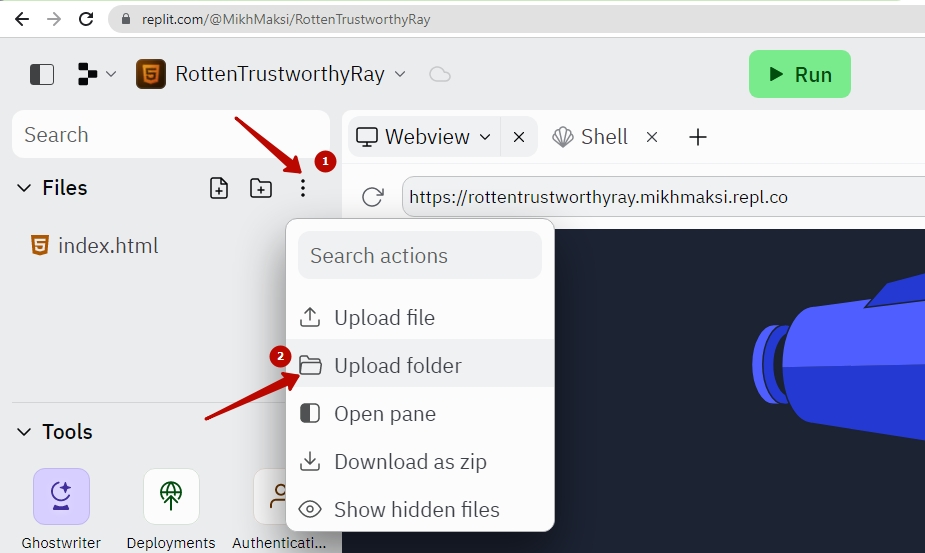 replit.com/@MikhMaksi/RottenTrustworthyRay
RottenTrustworthyRay
Run
Search
Webview
Shell
1
Files
https://rottentrustworthyray.mikhmaksi.repl.co
index.html
Search actions
Upload file
2
Upload folder
Open pane
Download as zip
Show hidden files
Tools
Ghostwriter
Deployments
Authenticati...